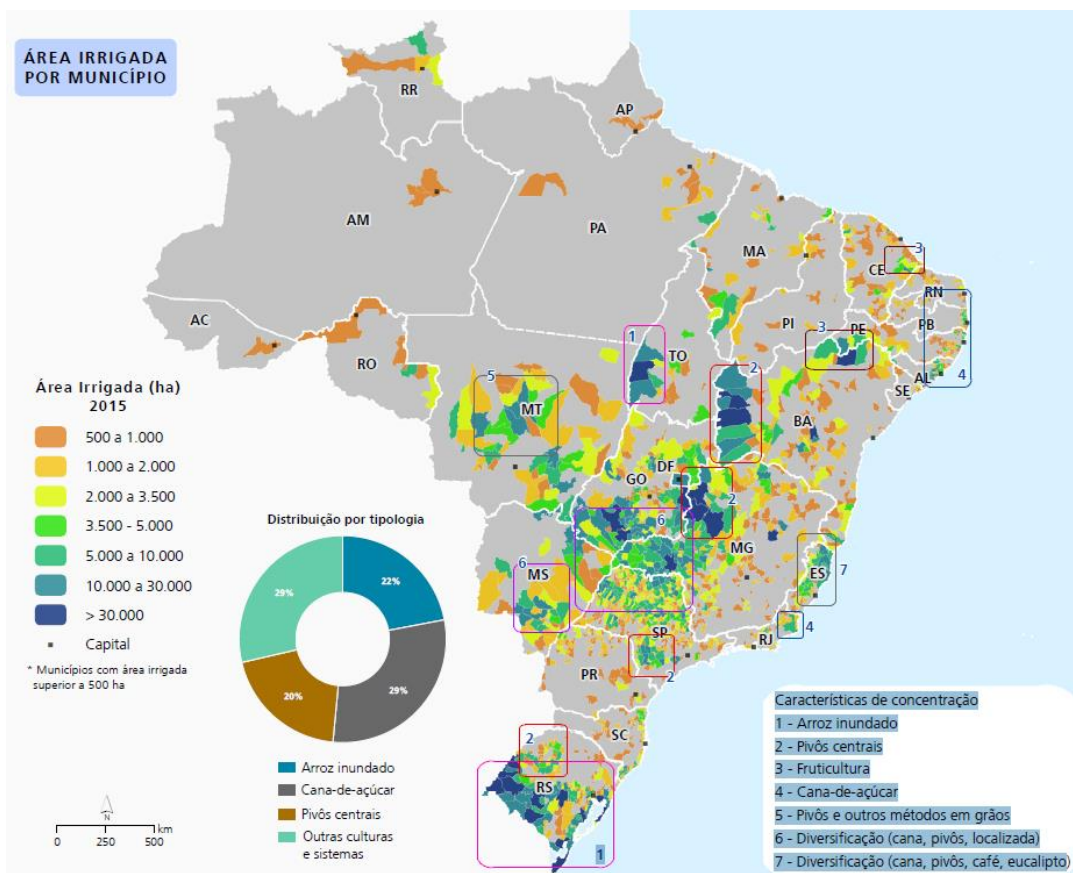 ÁREA IRRIGADA
POR MUNICÍPIO
RR
AP
AM
PA
MA
CE
3
RN
PB
PE
3
PI
AL
4
SE
AC
RO
1
TO
2
BA
5
MT
DF
GO
2
6
MG
ES
7
6
MS
4
RJ
SP
2
PR
SC
2
RS
1
Área Irrigada (ha)
2015
500 a 1.000
1.000 a 2.000
2.000 a 3.500
3.500 - 5.000
5.000 a 10.000
10.000 a 30.000
> 30.000
Capital
* Municípios com área irrigada
superior a 500 ha
Distribuição por tipologia
29%
22%
20%
29%
Arroz inundado
Cana-de-açúcar
Pivôs centrais
Outras culturas
e sistemas
N
0 250 500 km
Características de concentração
1 - Arroz inundado
2 - Pivôs centrais
3 - Fruticultura
4 - Cana-de-açúcar
5 - Pivôs e outros métodos em grãos
6 - Diversificação (cana, pivôs, localizada)
7 - Diversificação (cana, pivôs, café, eucalipto)